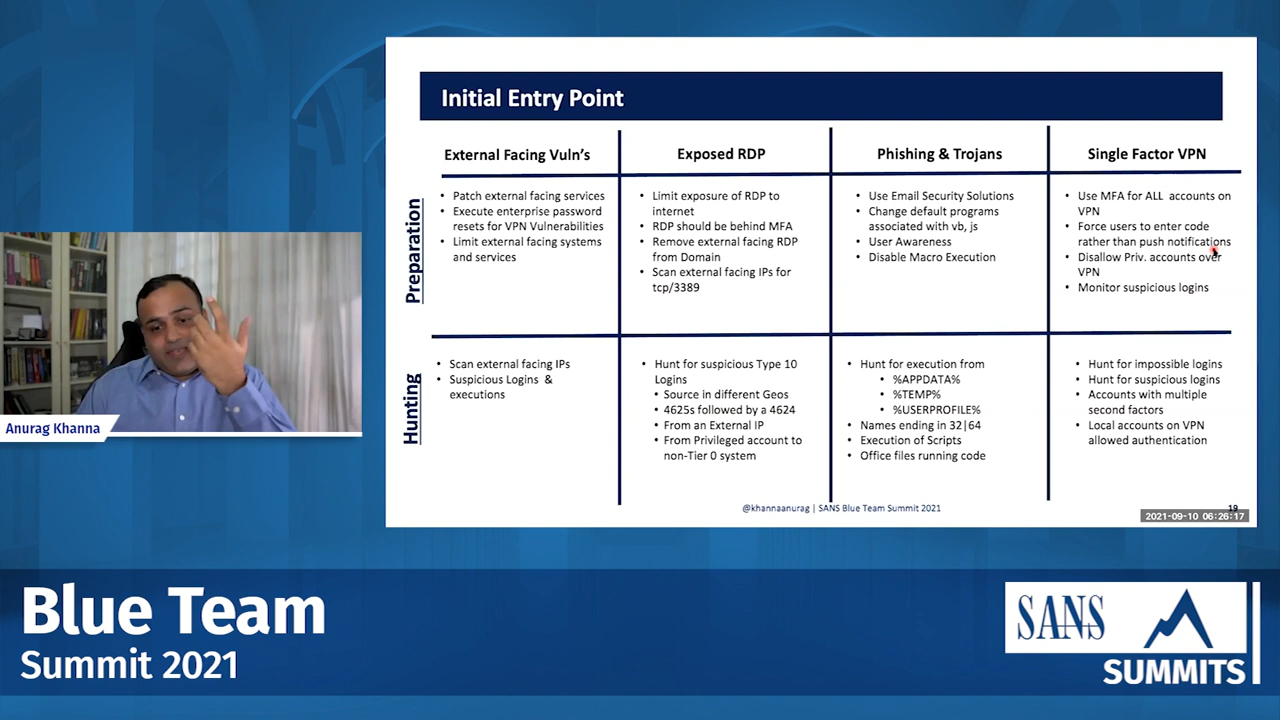 Initial Entry Point
External Facing Vuln's
Exposed RDP
Phishing & Trojans
Single Factor VPN
Preparation
• Patch external facing services
• Execute enterprise password
resets for VPN Vulnerabilities
• Limit external facing systems
and services
• Limit exposure of RDP to
internet
• RDP should be behind MFA
• Remove external facing RDP
from Domain
• Scan external facing IPs for
tcp/3389
• Use Email Security Solutions
• Change default programs
associated with vb, js
• User Awareness
• Disable Macro Execution
• Use MFA for ALL accounts on
VPN
• Force users to enter code
rather than push notifications
• Disallow Priv. accounts over
VPN
• Monitor suspicious logins
Hunting
• Scan external facing IPs
• Suspicious Logins &
executions
• Hunt for suspicious Type 10
Logins
• Source in different Geos
• 4625s followed by a 4624
• From an External IP
• From Privileged account to
non-Tier 0 system
• Hunt for execution from
• %APPDATA%
• %TEMP%
• %USERPROFILE%
• Names ending in 32|64
• Execution of Scripts
• Office files running code
• Hunt for impossible logins
• Hunt for suspicious logins
• Accounts with multiple
second factors
• Local accounts on VPN
allowed authentication
@khannaanurag | SANS Blue Team Summit 2021
19
2021-09-10 06:26:17
Anurag Khanna
Blue Team
Summit 2021
SANS
SUMMITS